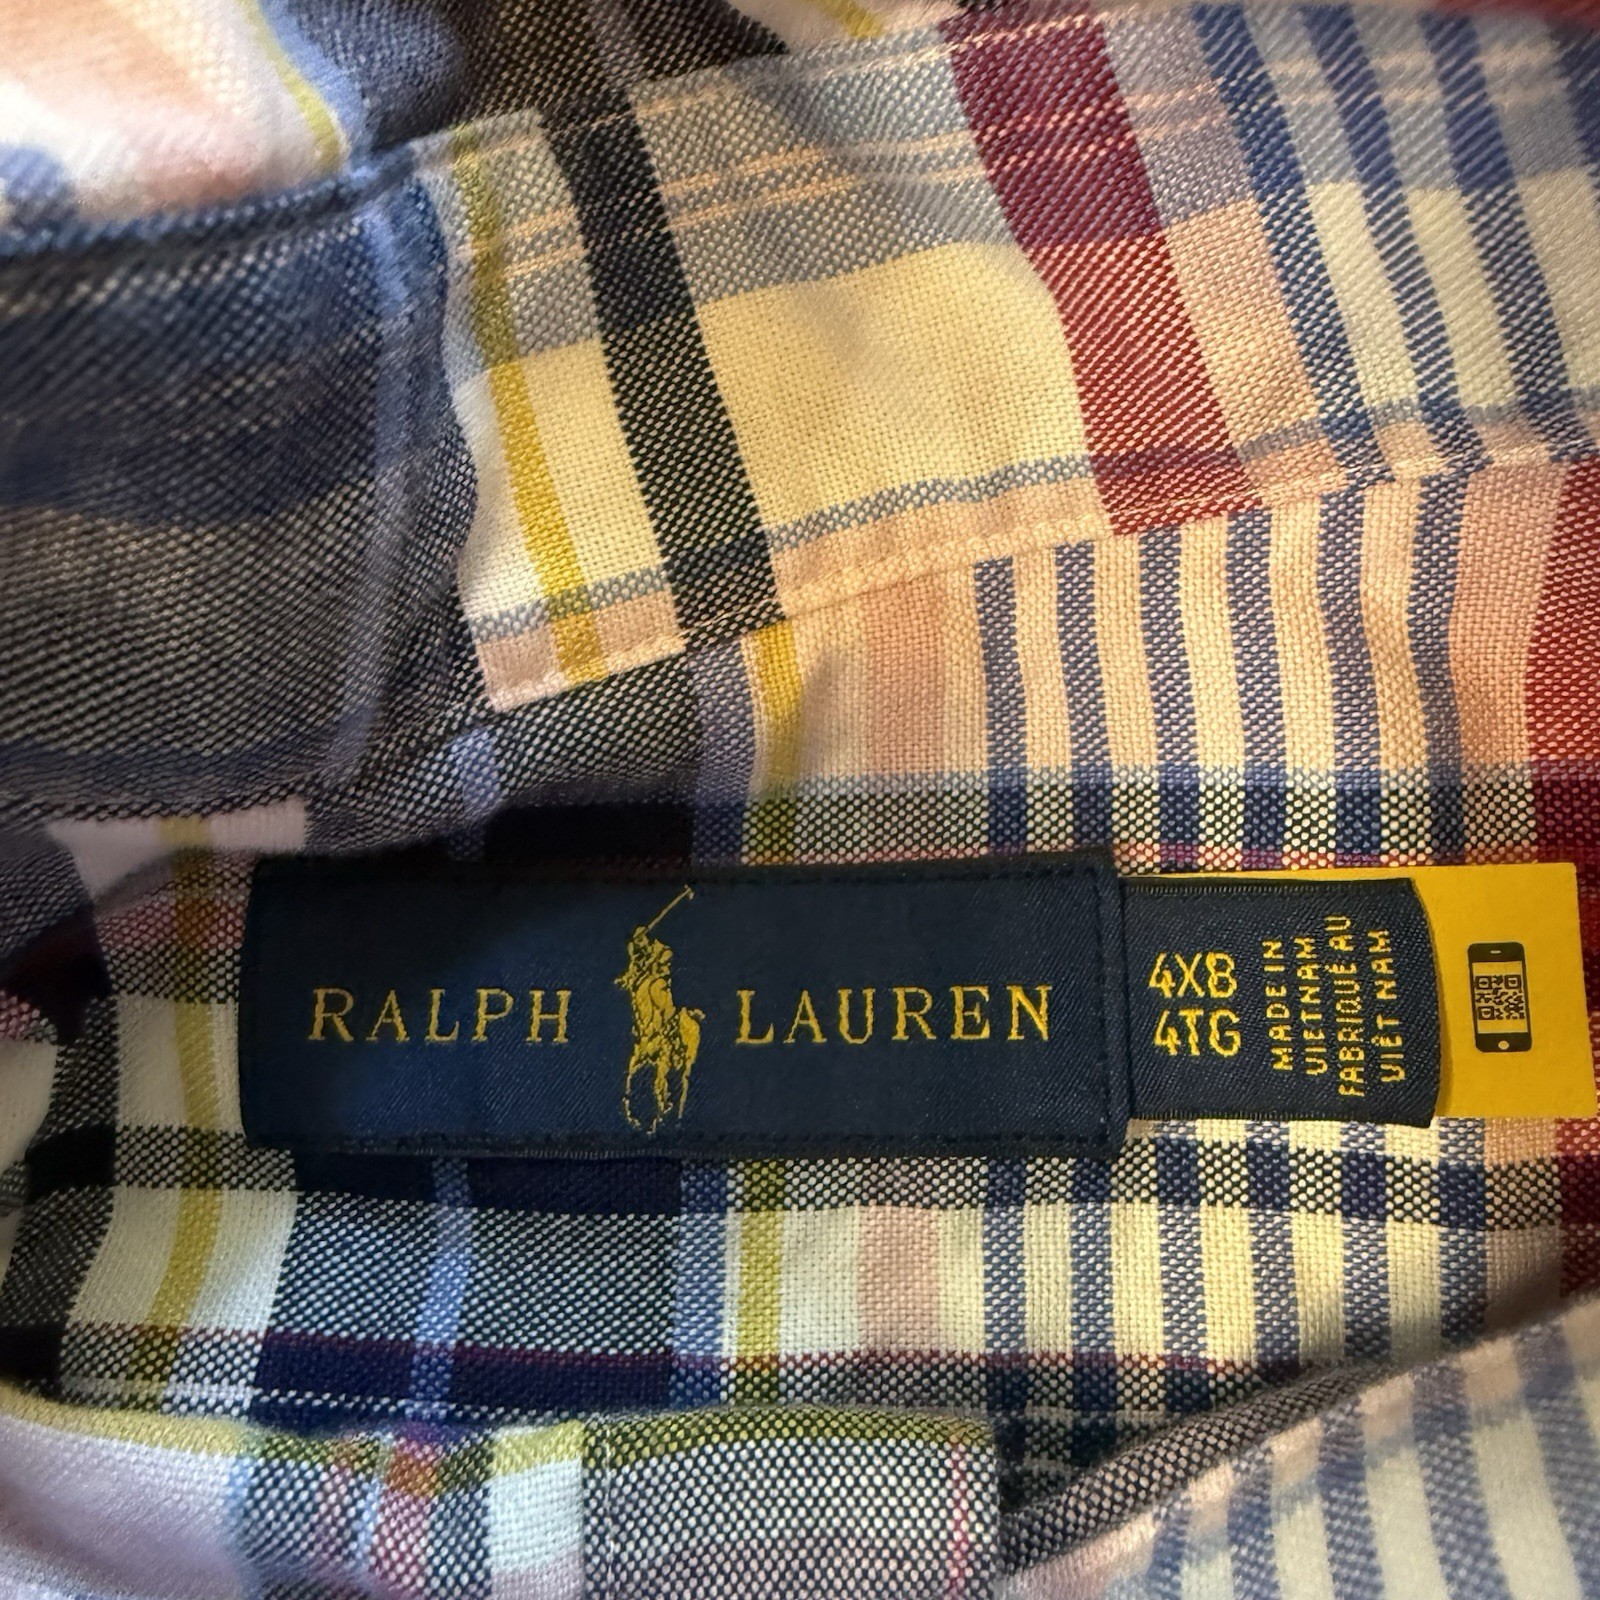 RALPH LAUREN
4XB
4TG
MADE IN
VIETNAM
FABRIQUÉ AU
VIÊT NAM